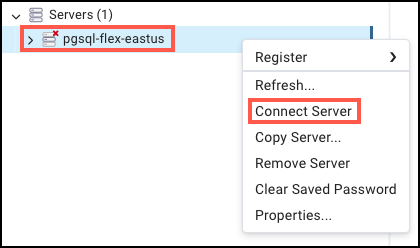 Servers (1)
pgsql-flex-eastus
Register
Refresh...
Connect Server
Copy Server...
Remove Server
Clear Saved Password
Properties...